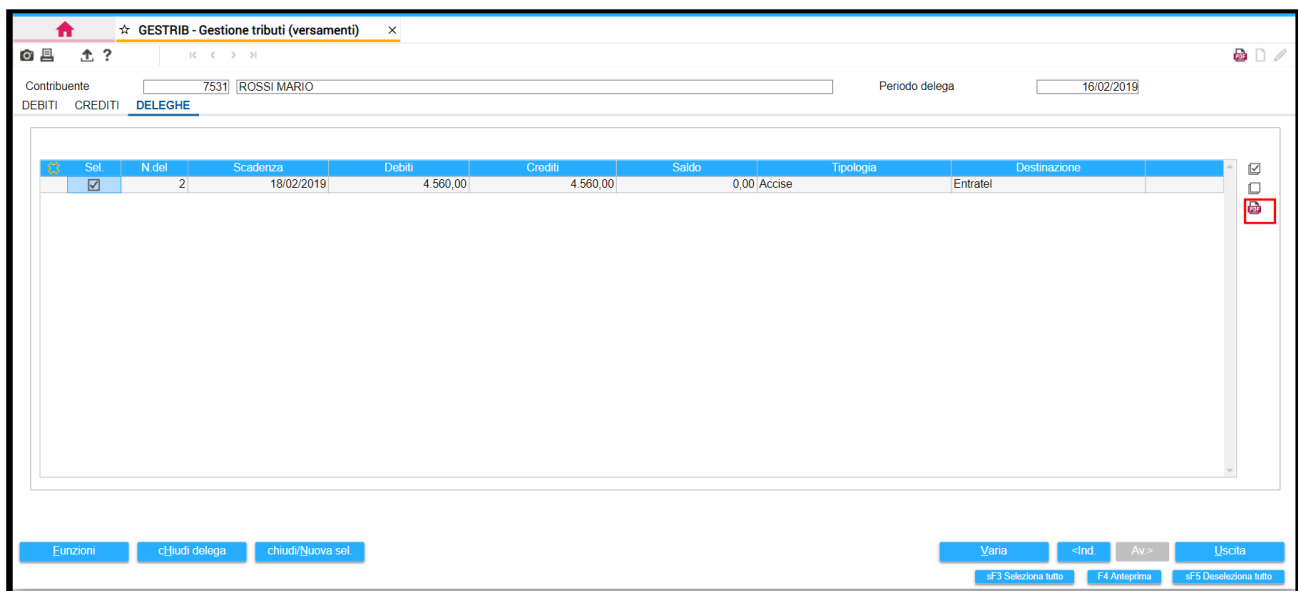 ☆ GESTRIB - Gestione tributi (versamenti) ×
?
PDF
Contribuente 7531 ROSSI MARIO Periodo delega 16/02/2019
DEBITI CREDITI DELEGHE
Sel. N.del Scadenza Debiti Crediti Saldo Tipologia Destinazione
2 18/02/2019 4.560,00 4.560,00 0,00 Accise Entratel
PDF
Funzioni cHiudi delega chiudi/Nuova sel. Varia <Ind. Av.> Uscita
sF3 Seleziona tutto F4 Anteprima sF5 Deseleziona tutto